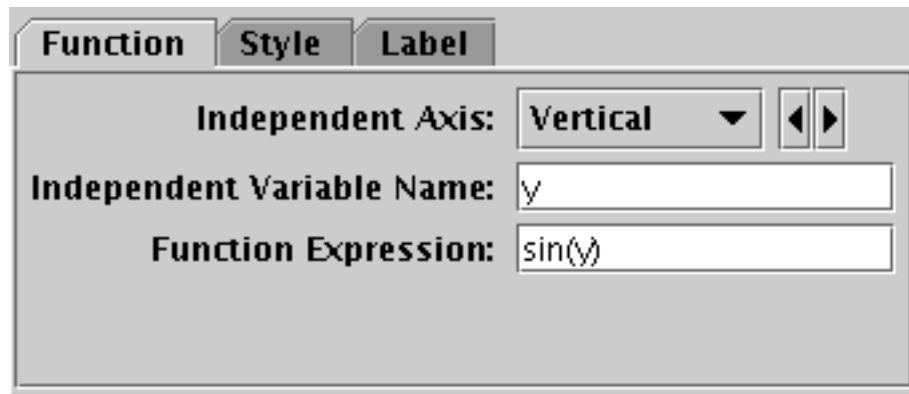 Function Style Label
Independent Axis: Vertical
Independent Variable Name: y
Function Expression: sin(y)